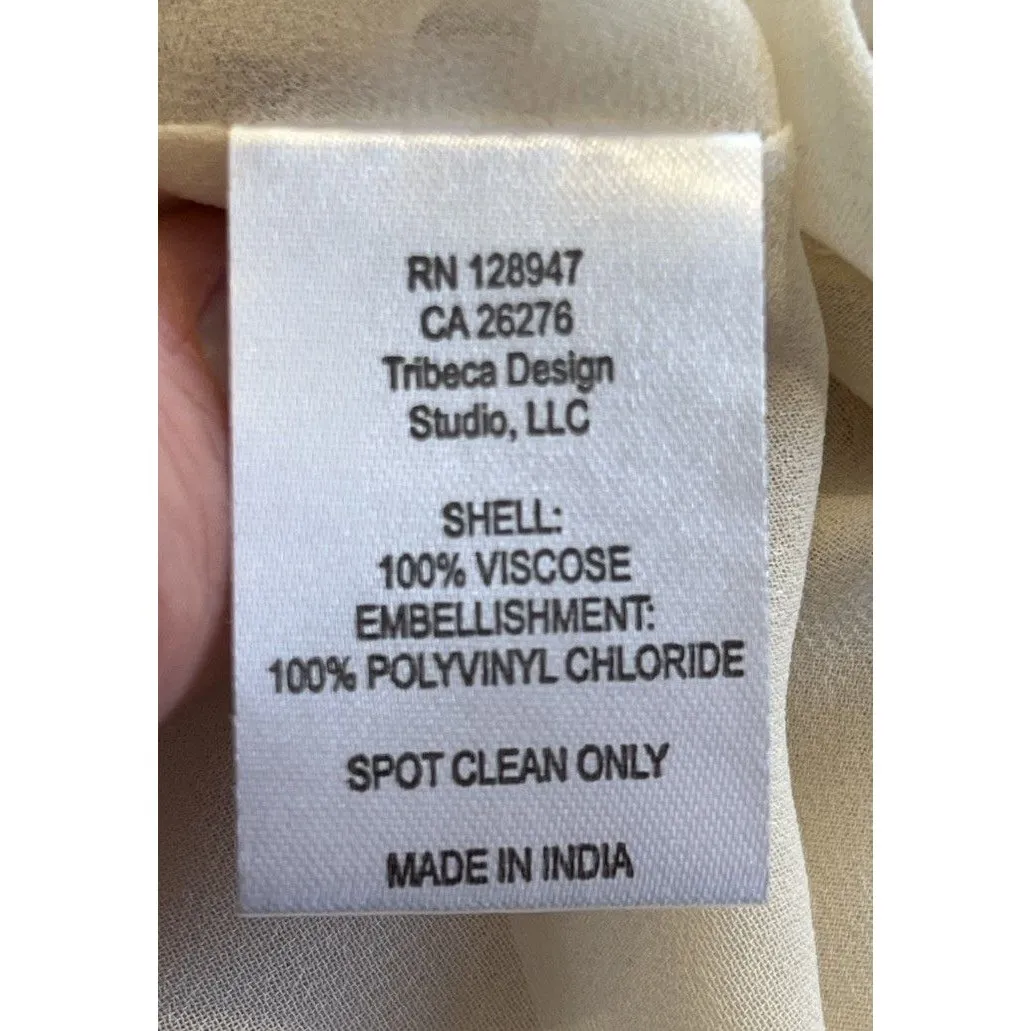 RN 128947
CA 26276
Tribeca Design
Studio, LLC
SHELL:
100% VISCOSE
EMBELLISHMENT:
100% POLYVINYL CHLORIDE
SPOT CLEAN ONLY
MADE IN INDIA